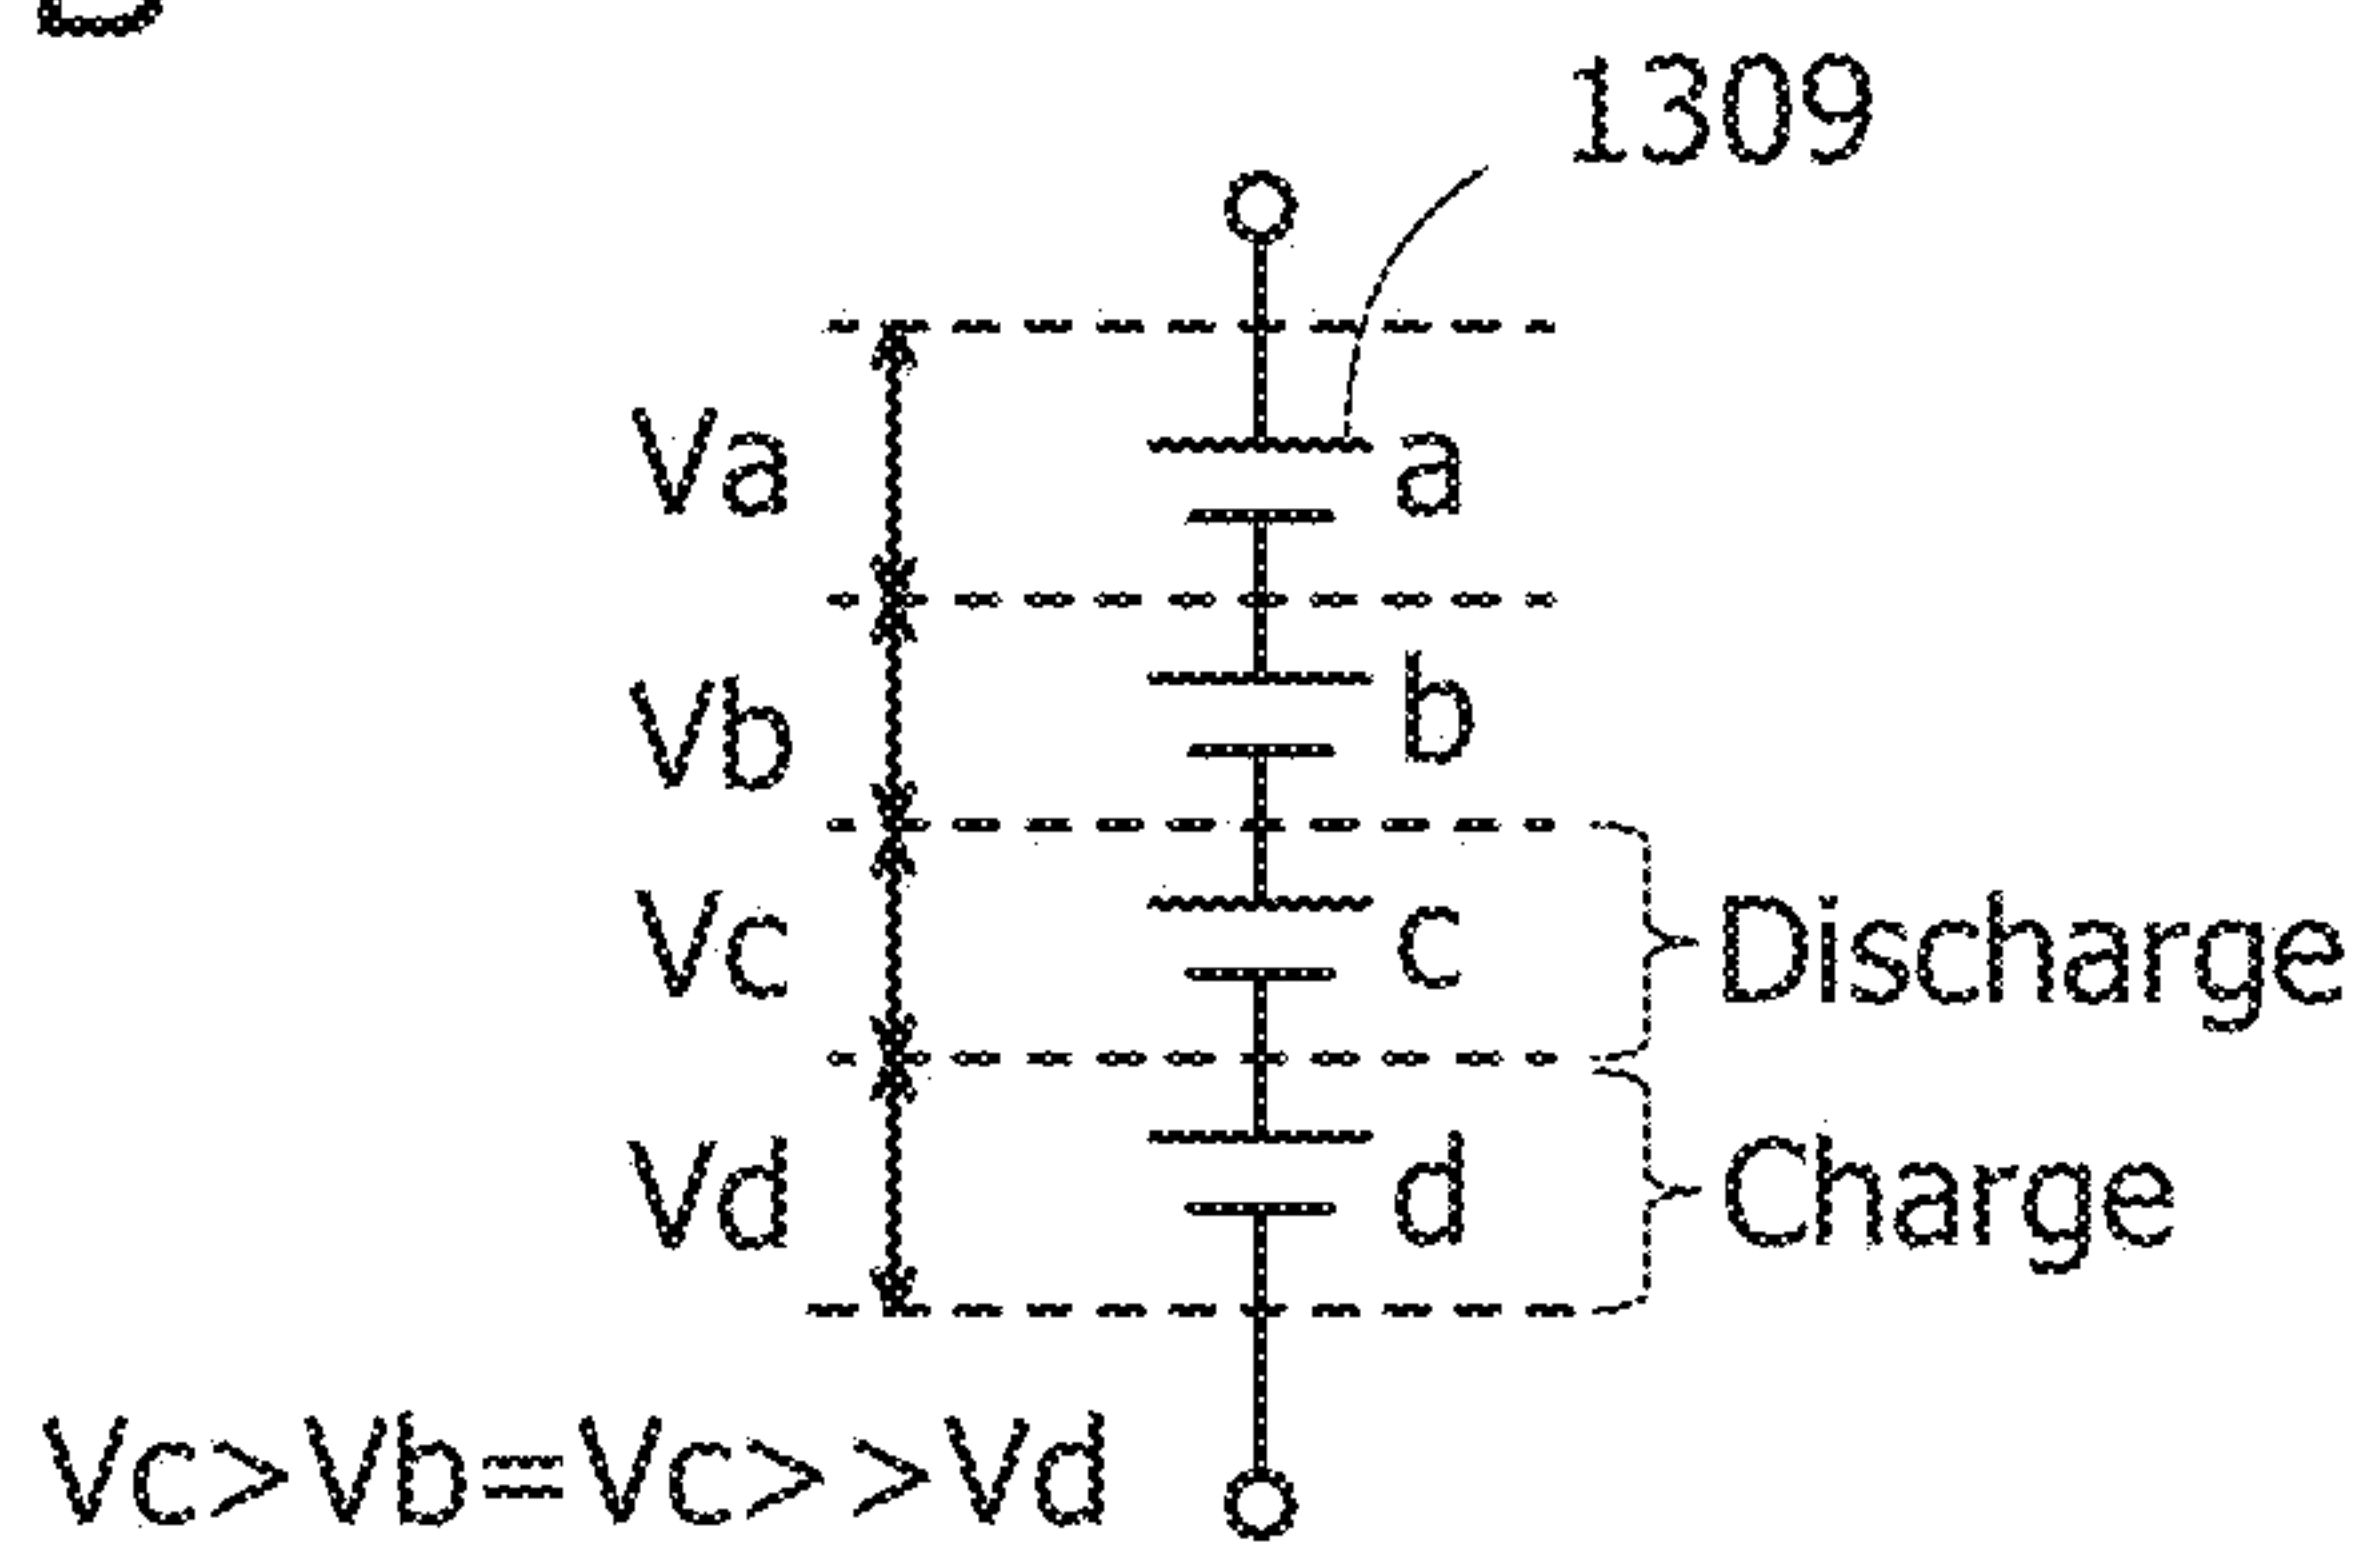 1309
Va a
Vb b
Vc c Discharge
Vd d Charge
Vc>Vb=Vc>>Vd